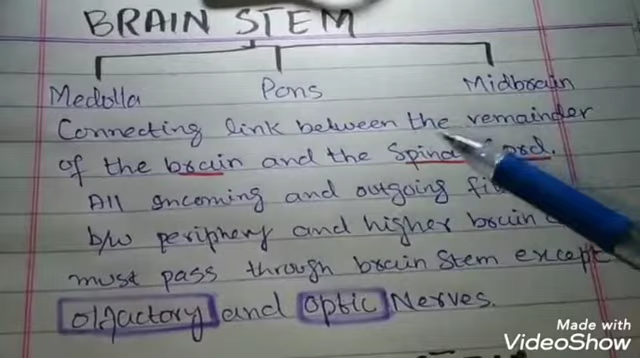 BRAIN STEM
Medulla Pons Midbrain
Connecting link between the remainder
of the brain and the Spinal Cord.
All incoming and outgoing
b/w periphery and higher brain
must pass through brain stem except
olfactory and optic Nerves.
Made with
VideoShow